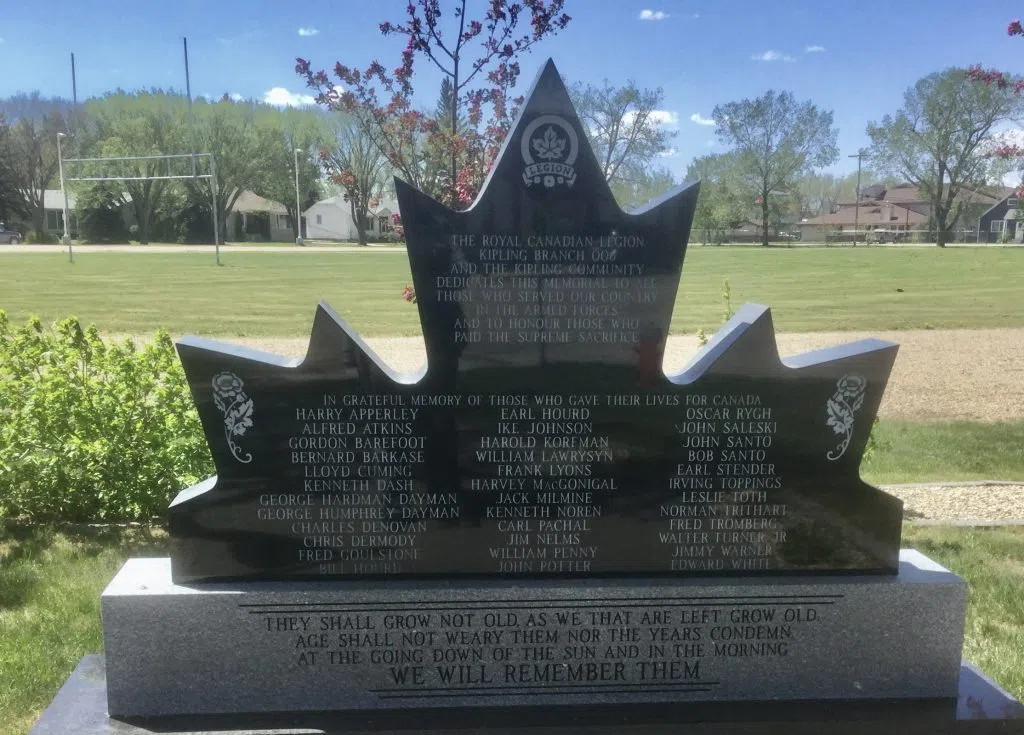 LEGION
THE ROYAL CANADIAN LEGION
KIPLING BRANCH 006
AND THE KIPLING COMMUNITY
DEDICATES THIS MEMORIAL TO ALL
THOSE WHO SERVED OUR COUNTRY
IN THE ARMED FORCES
AND TO HONOUR THOSE WHO
PAID THE SUPREME SACRIFICE
IN GRATEFUL MEMORY OF THOSE WHO GAVE THEIR LIVES FOR CANADA
HARRY APPERLEY
ALFRED ATKINS
GORDON BAREFOOT
BERNARD BARKASE
LLOYD CUMING
KENNETH DASH
GEORGE HARDMAN DAYMAN
GEORGE HUMPHREY DAYMAN
CHARLES DENOVAN
CHRIS DERMODY
FRED GOULSTONE
BILL HOURD
EARL HOURD
IKE JOHNSON
HAROLD KORFMAN
WILLIAM LAWRYSYN
FRANK LYONS
HARVEY MACGONIGAL
JACK MILMINE
KENNETH NOREN
CARL PACHAL
JIM NELMS
WILLIAM PENNY
JOHN POTTER
OSCAR RYGH
JOHN SALESKI
JOHN SANTO
BOB SANTO
EARL STENDER
IRVING TOPPINGS
LESLIE TOTH
NORMAN TRITHART
FRED TROMBERG
WALTER TURNER JR
JIMMY WARNER
EDWARD WHITE
THEY SHALL GROW NOT OLD, AS WE THAT ARE LEFT GROW OLD,
AGE SHALL NOT WEARY THEM NOR THE YEARS CONDEMN,
AT THE GOING DOWN OF THE SUN AND IN THE MORNING
WE WILL REMEMBER THEM